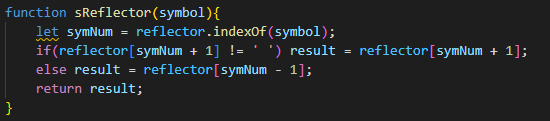 function sReflector(symbol){
let symNum = reflector.indexOf(symbol);
if(reflector[symNum + 1] != ' ') result = reflector[symNum + 1];
else result = reflector[symNum - 1];
return result;
}